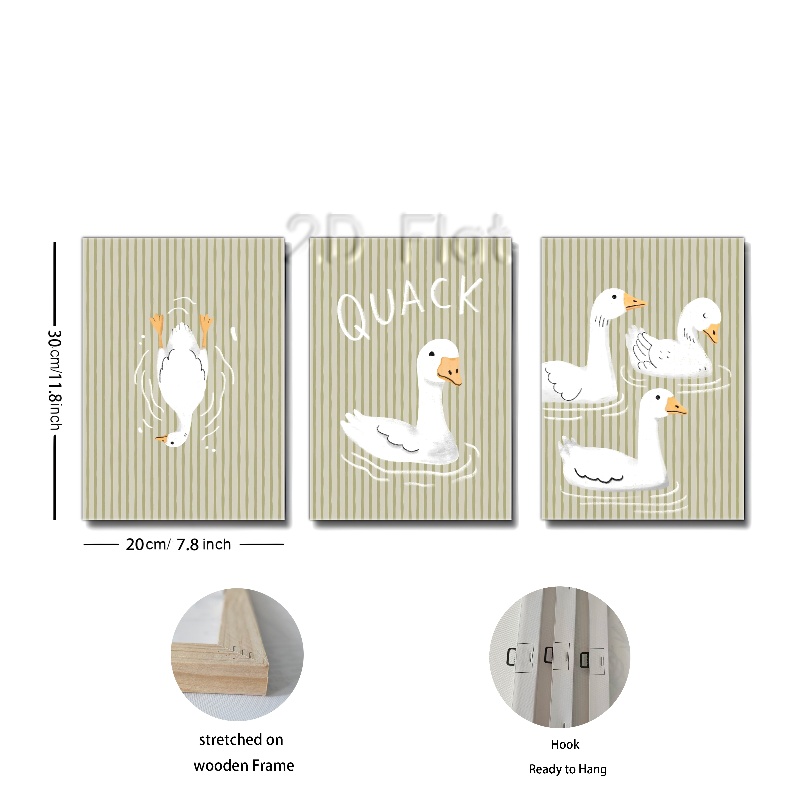 2D Flat
QUACK
30cm/11.8inch
20cm/ 7.8 inch
stretched on
wooden Frame
Hook
Ready to Hang